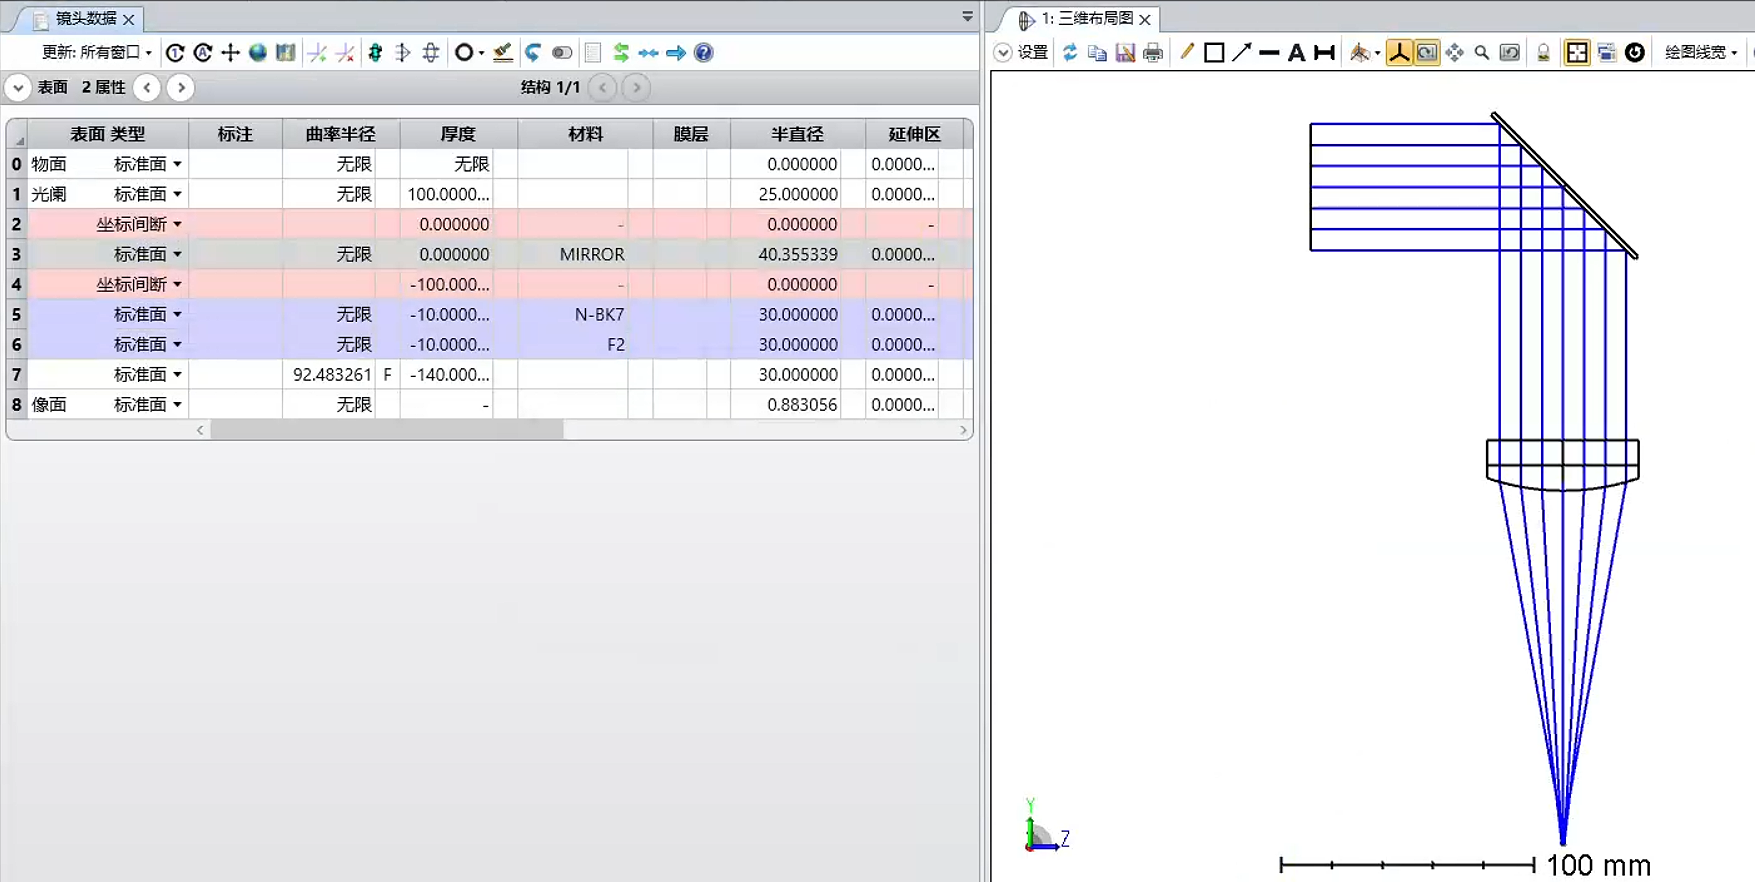 镜头数据
1: 三维布局图
更新: 所有窗口
设置
A
绘图线宽
表面 2 属性
结构 1/1
表面 类型 标注 曲率半径 厚度 材料 膜层 半直径 延伸区
0 物面 标准面 无限 无限 0.000000 0.0000...
1 光阑 标准面 无限 100.0000... 25.000000 0.0000...
2 坐标间断 0.000000 - 0.000000 -
3 标准面 无限 0.000000 MIRROR 40.355339 0.0000...
4 坐标间断 -100.000... - 0.000000 -
5 标准面 无限 -10.0000... N-BK7 30.000000 0.0000...
6 标准面 无限 -10.0000... F2 30.000000 0.0000...
7 标准面 92.483261 F -140.000... 30.000000 0.0000...
8 像面 标准面 无限 - 0.883056 0.0000...
Y
Z
100 mm